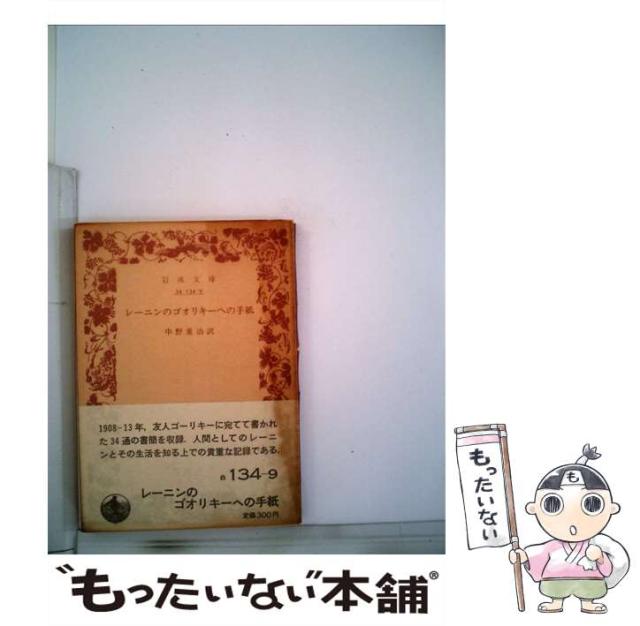 岩波文庫
レーニンのゴオリキーへの手紙
中野重治訳
1908-13年，友人ゴーリキーに宛てて書かれ
た34通の書簡を収録．人間としてのレーニ
ンとその生活を知る上での貴重な記録である．
白134-9
レーニンの
ゴオリキーへの手紙
定価300円
もったいない
も
"もったいない"本舗®